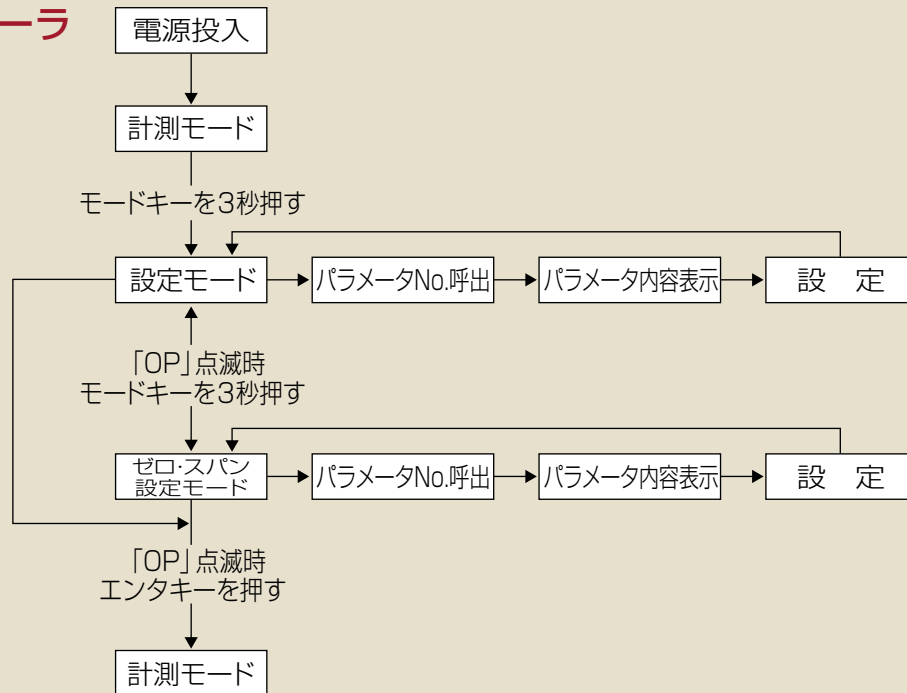 ーラ
電源投入
計測モード
モードキーを3秒押す
設定モード
パラメータNo.呼出
パラメータ内容表示
設 定
「OP」点滅時
モードキーを3秒押す
ゼロ・スパン
設定モード
パラメータNo.呼出
パラメータ内容表示
設 定
「OP」点滅時
エンタキーを押す
計測モード